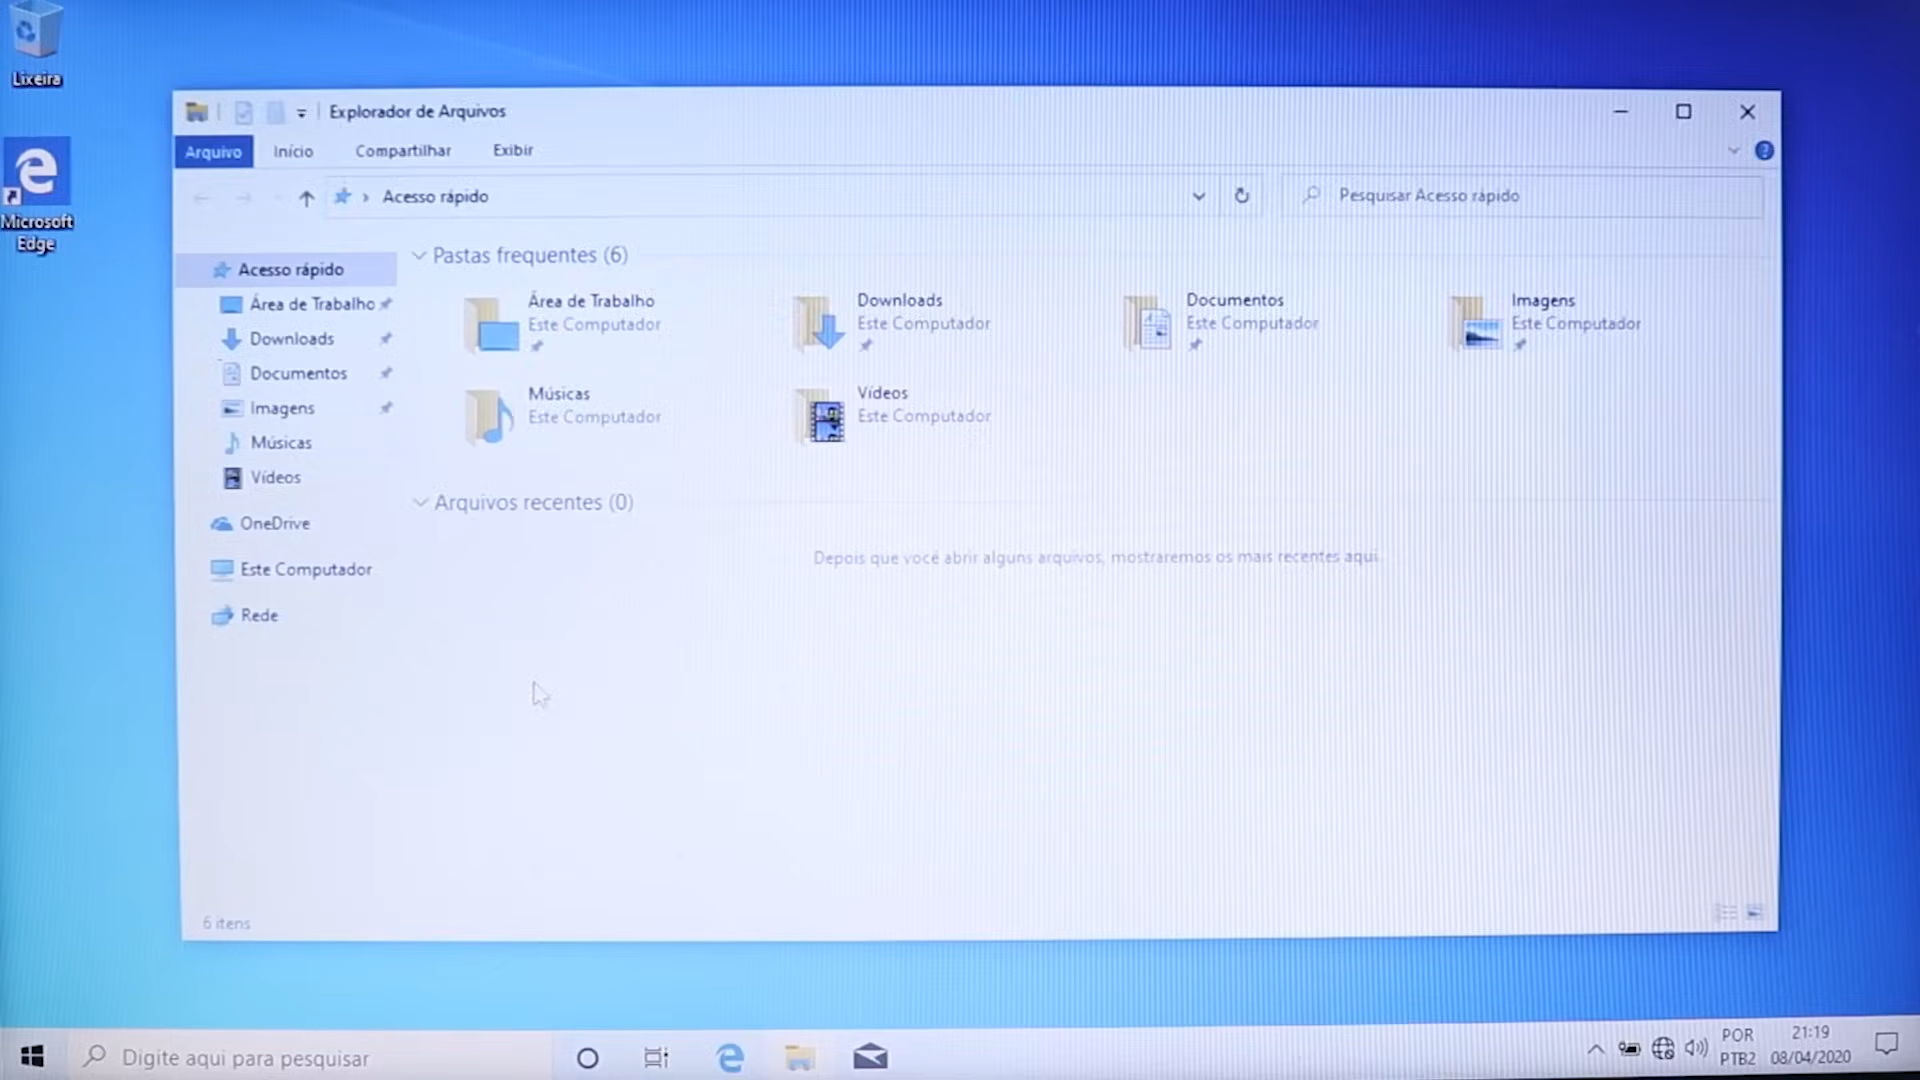 Lixeira
Microsoft
Edge
Explorador de Arquivos
Arquivo
Início
Compartilhar
Exibir
Acesso rápido
Pesquisar Acesso rápido
Acesso rápido
Área de Trabalho
Downloads
Documentos
Imagens
Músicas
Vídeos
OneDrive
Este Computador
Rede
Pastas frequentes (6)
Área de Trabalho
Este Computador
Downloads
Este Computador
Documentos
Este Computador
Imagens
Este Computador
Músicas
Este Computador
Vídeos
Este Computador
Arquivos recentes (0)
Depois que você abrir alguns arquivos, mostraremos os mais recentes aqui.
6 itens
Digite aqui para pesquisar
POR
PTB2
21:19
08/04/2020